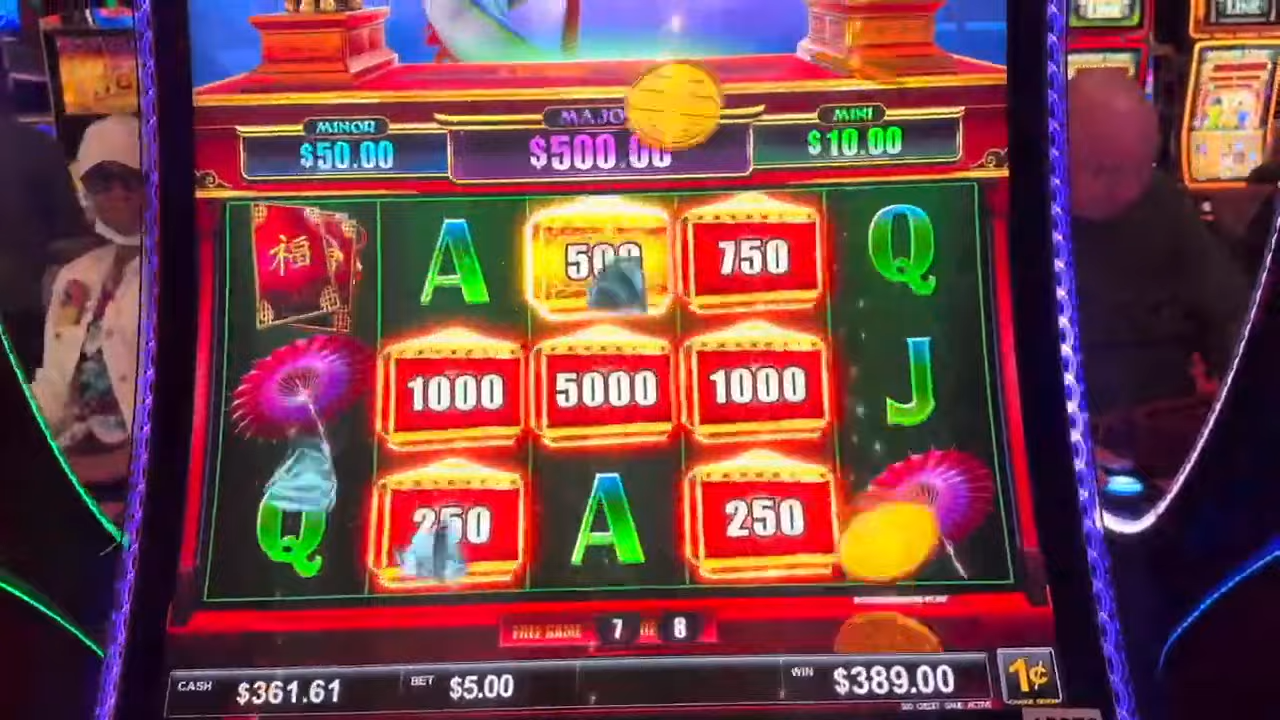 MINOR
$50.00
MAJO
$500.00
MINI
$10.00
福
A
500
750
Q
1000
5000
1000
J
Q
250
A
250
FREE GAME 7 OF 8
CASH $361.61
BET $5.00
WIN $389.00
1¢